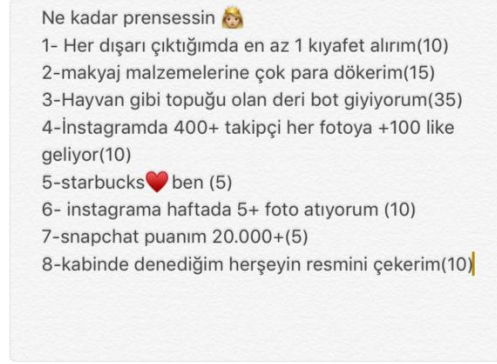 Ne kadar prensessin 👸🏼
1- Her dışarı çıktığımda en az 1 kıyafet alırım(10)
2-makyaj malzemelerine çok para dökerim(15)
3-Hayvan gibi topuğu olan deri bot giyiyorum(35)
4-İnstagramda 400+ takipçi her fotoya +100 like
geliyor(10)
5-starbucks♥️ben (5)
6- instagrama haftada 5+ foto atıyorum (10)
7-snapchat puanım 20.000+(5)
8-kabinde denediğim herşeyin resmini çekerim(10)